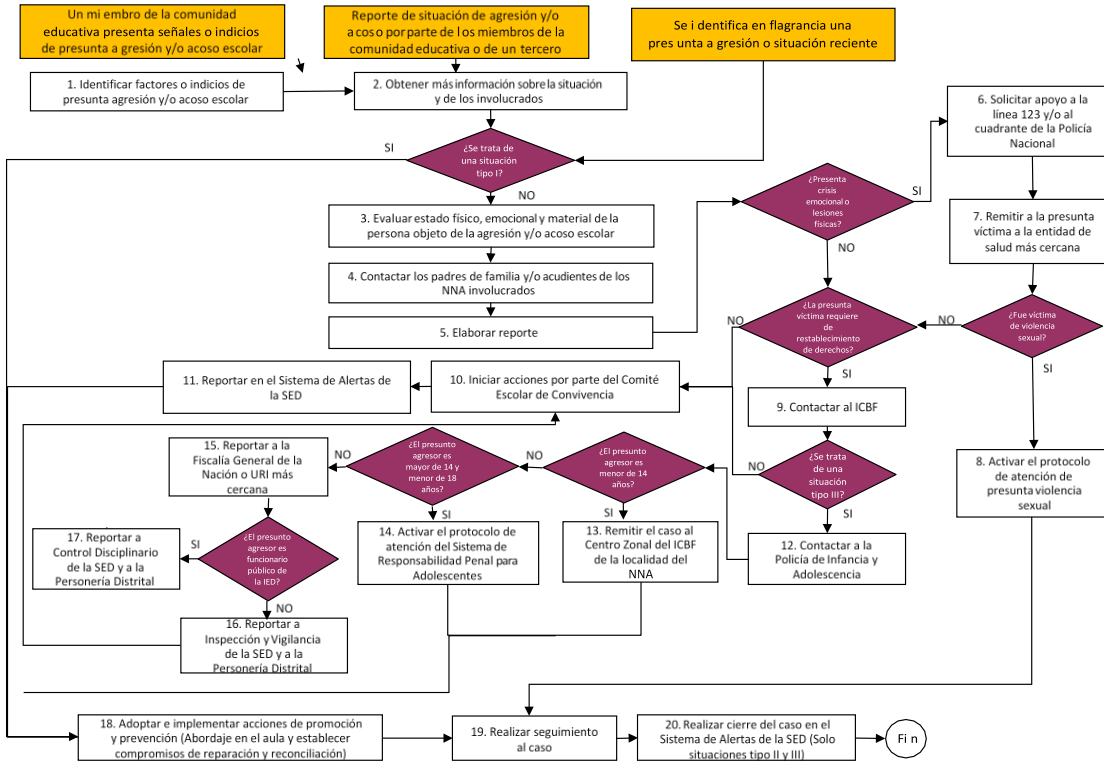 Un mi embro de la comunidad
educativa presenta señales o indicios
de presunta a gresión y/o acoso escolar
Reporte de situación de agresión y/o
a cos o por parte de los miembros de la
comunidad educativa o de un tercero
Se i dentifica en flagrancia una
pres unta a gresión o situación reciente
1. Identificar factores o indicios de
presunta agresión y/o acoso escolar
2. Obtener más información sobre la situación
y de los involucrados
6. Solicitar apoyo a la
línea 123 y/o al
cuadrante de la Policía
Nacional
SI
¿Se trata de
una situación
tipo I?
NO
¿Presenta
crisis
emocional o
lesiones
físicas?
SI
NO
3. Evaluar estado físico, emocional y material de la
persona objeto de la agresión y/o acoso escolar
7. Remitir a la presunta
víctima a la entidad de
salud más cercana
4. Contactar los padres de familia y/o acudientes de los
NNA involucrados
5. Elaborar reporte
NO
¿La presunta
víctima requiere
de
restablecimiento
de derechos?
NO
¿Fue víctima
de violencia
sexual?
SI
SI
11. Reportar en el Sistema de Alertas de
la SED
10. Iniciar acciones por parte del Comité
Escolar de Convivencia
9. Contactar al ICBF
15. Reportar a la
Fiscalía General de la
Nación o URI más
cercana
NO
¿El presunto
agresor es
mayor de 14 y
menor de 18
años?
NO
¿El presunto
agresor es
menor de 14
años?
NO
¿Se trata
de una
situación
tipo III?
8. Activar el protocolo
de atención de
presunta violencia
sexual
SI
SI
SI
17. Reportar a
Control Disciplinario
de la SED y a la
Personería Distrital
SI
¿El presunto
agresor es
funcionario
público de
la IED?
NO
14. Activar el protocolo de
atención del Sistema de
Responsabilidad Penal para
Adolescentes
13. Remitir el caso al
Centro Zonal del ICBF
de la localidad del
NNA
12. Contactar a la
Policía de Infancia y
Adolescencia
16. Reportar a
Inspección y Vigilancia
de la SED y a la
Personería Distrital
18. Adoptar e implementar acciones de promoción
y prevención (Abordaje en el aula y establecer
compromisos de reparación y reconciliación)
19. Realizar seguimiento
al caso
20. Realizar cierre del caso en el
Sistema de Alertas de la SED (Solo
situaciones tipo II y III)
Fi n